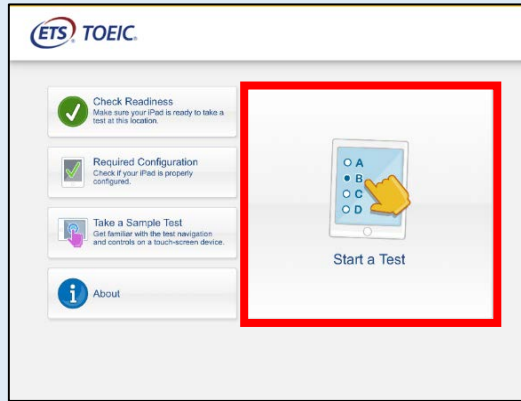 ETS® TOEIC®
Check Readiness
Make sure your iPad is ready to take a
test at this location.
Required Configuration
Check if your iPad is properly
configured.
Take a Sample Test
Get familiar with the test navigation
and controls on a touch-screen device.
About
A
B
C
D
Start a Test